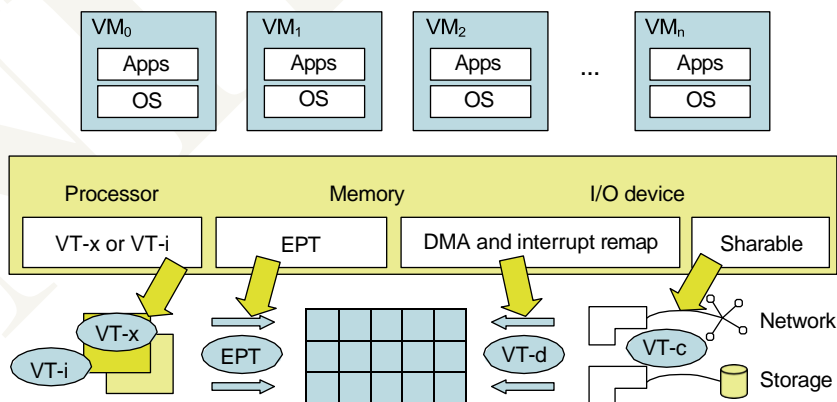 VM0 VM1 VM2 VMn
Apps Apps Apps ... Apps
OS OS OS OS
Processor Memory I/O device
VT-x or VT-i EPT DMA and interrupt remap Sharable
VT-x Network
VT-i EPT VT-d VT-c
Storage